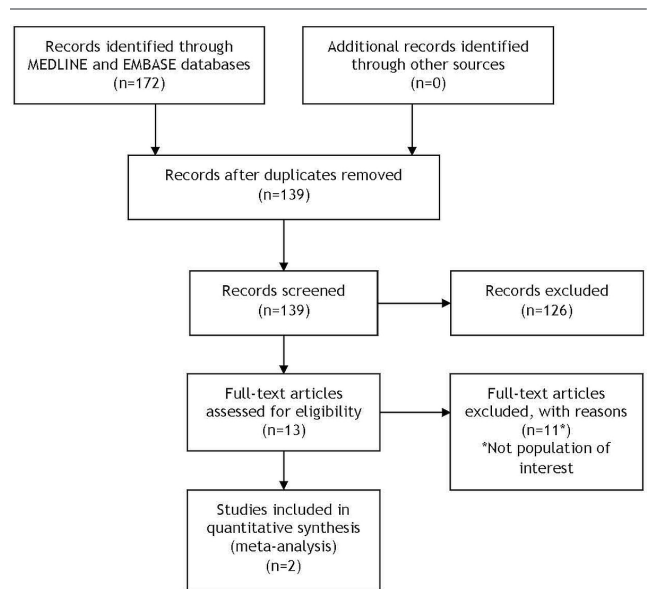 Records identified through
MEDLINE and EMBASE databases
(n=172)
Additional records identified
through other sources
(n=0)
Records after duplicates removed
(n=139)
Records screened
(n=139)
Records excluded
(n=126)
Full-text articles
assessed for eligibility
(n=13)
Full-text articles
excluded, with reasons
(n=11*)
*Not population of
interest
Studies included in
quantitative synthesis
(meta-analysis)
(n=2)